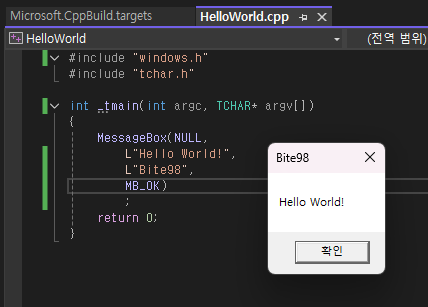 Microsoft.CppBuild.targets
HelloWorld.cpp
HelloWorld
(전역 범위)
#include "windows.h"
#include "tchar.h"
int _tmain(int argc, TCHAR* argv[])
{
MessageBox(NULL,
L"Hello World!",
L"Bite98",
MB_OK)
;
return 0;
}
Bite98
Hello World!
확인